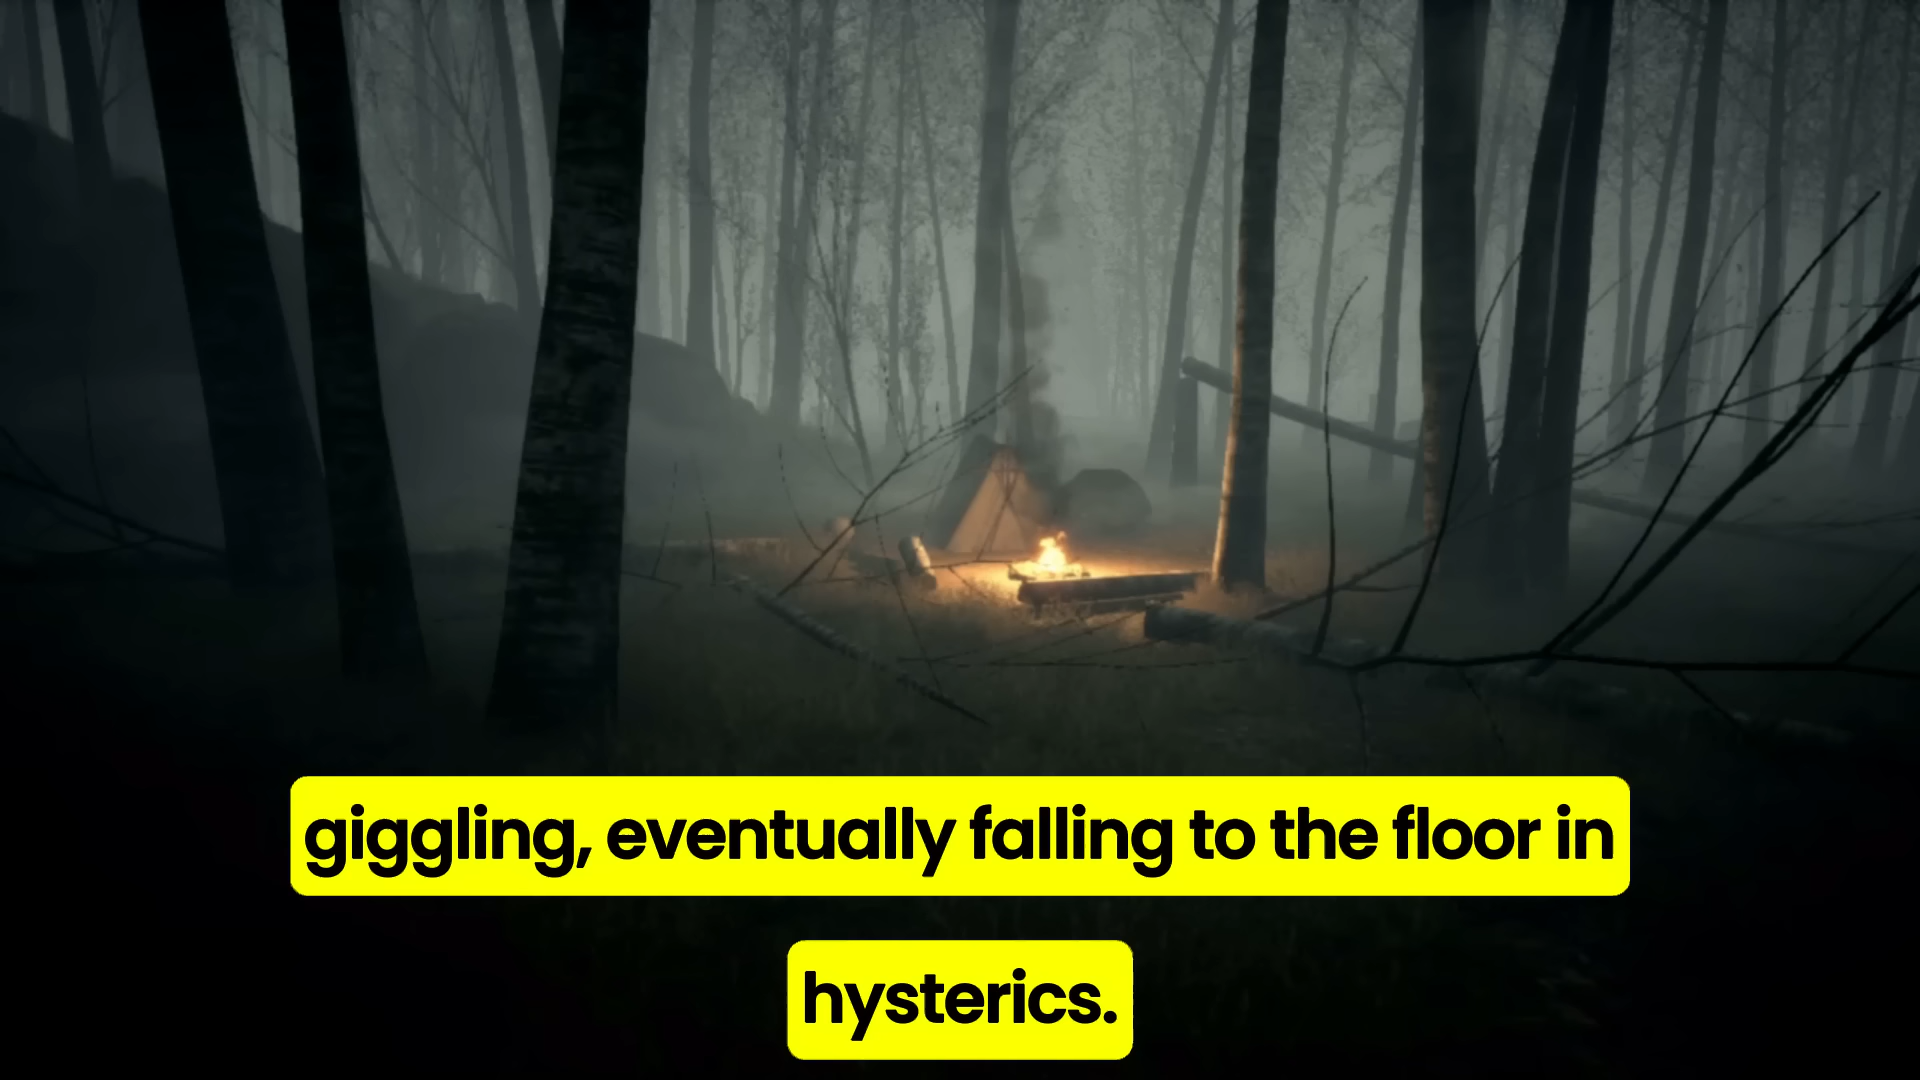 giggling, eventually falling to the floor in
hysterics.